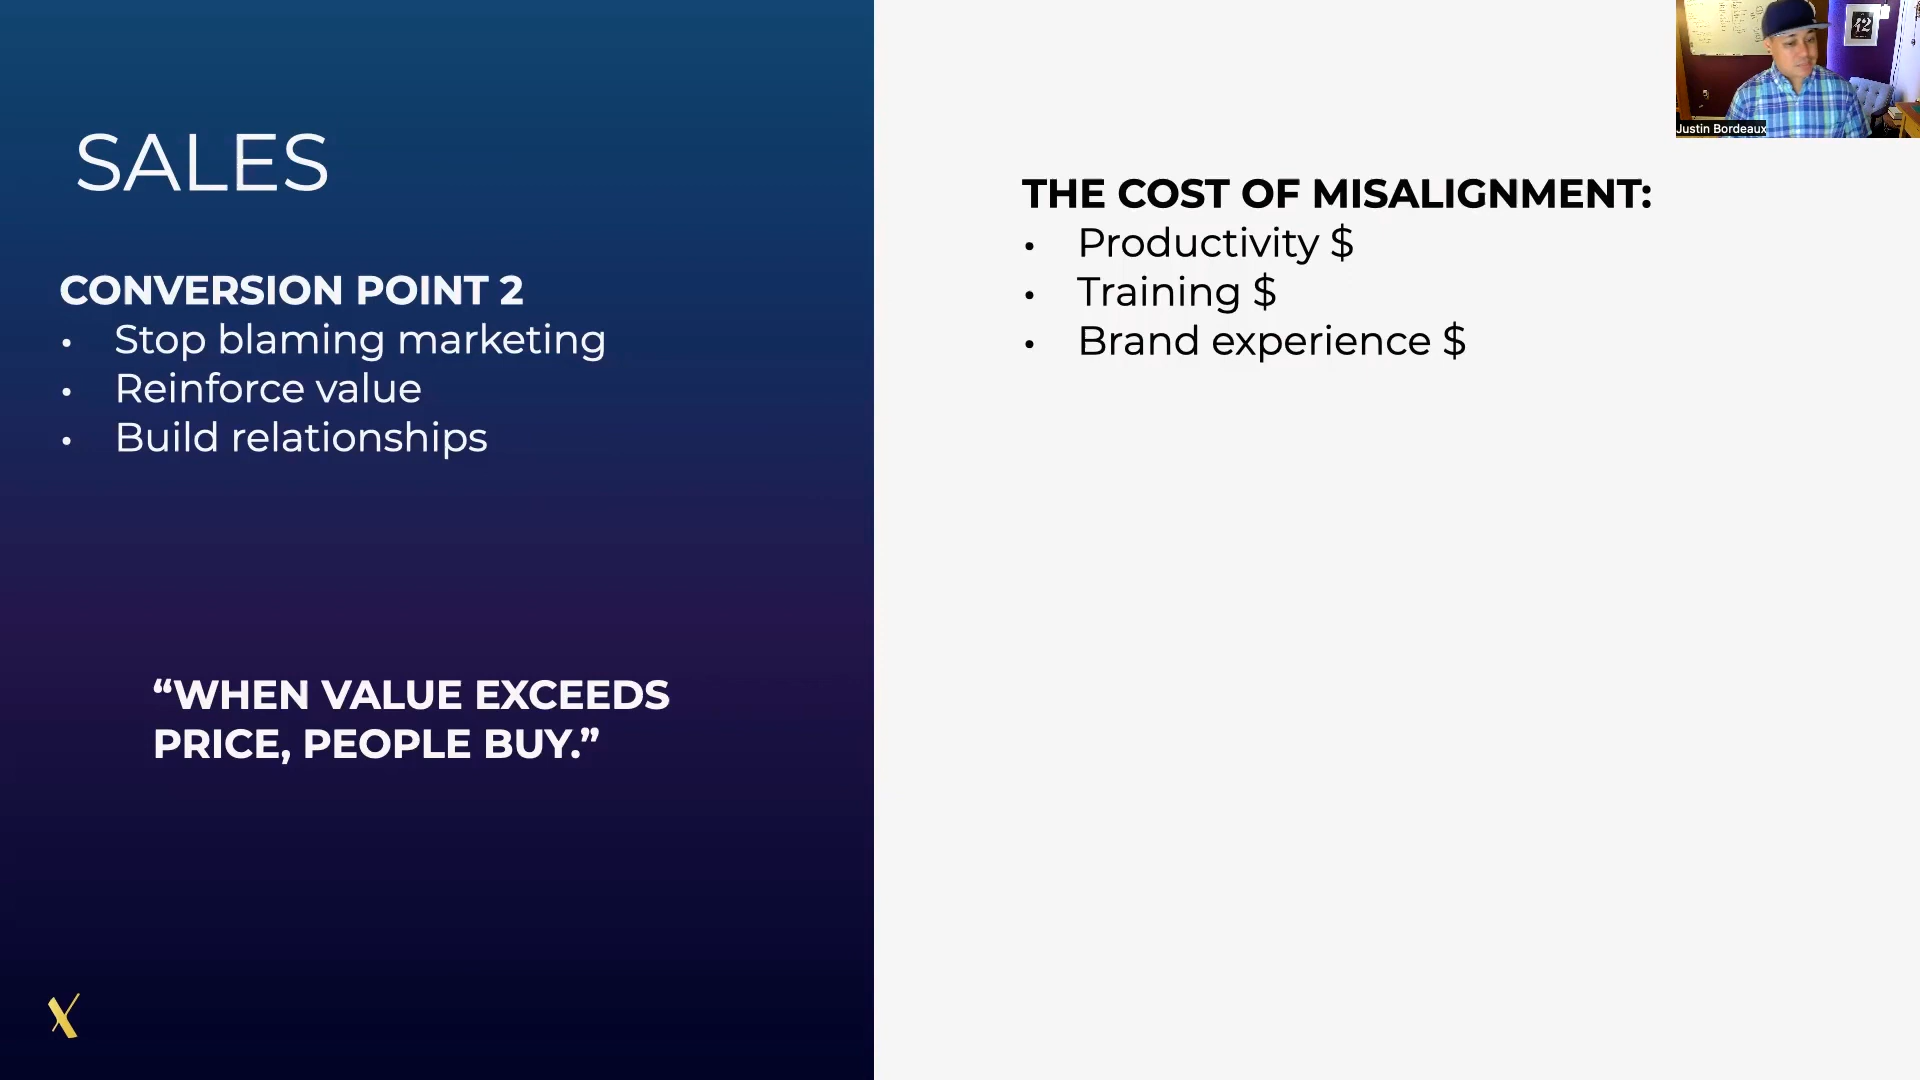 SALES
CONVERSION POINT 2
• Stop blaming marketing
• Reinforce value
• Build relationships
“WHEN VALUE EXCEEDS
PRICE, PEOPLE BUY.”
X
THE COST OF MISALIGNMENT:
• Productivity $
• Training $
• Brand experience $
42
Justin Bordeaux